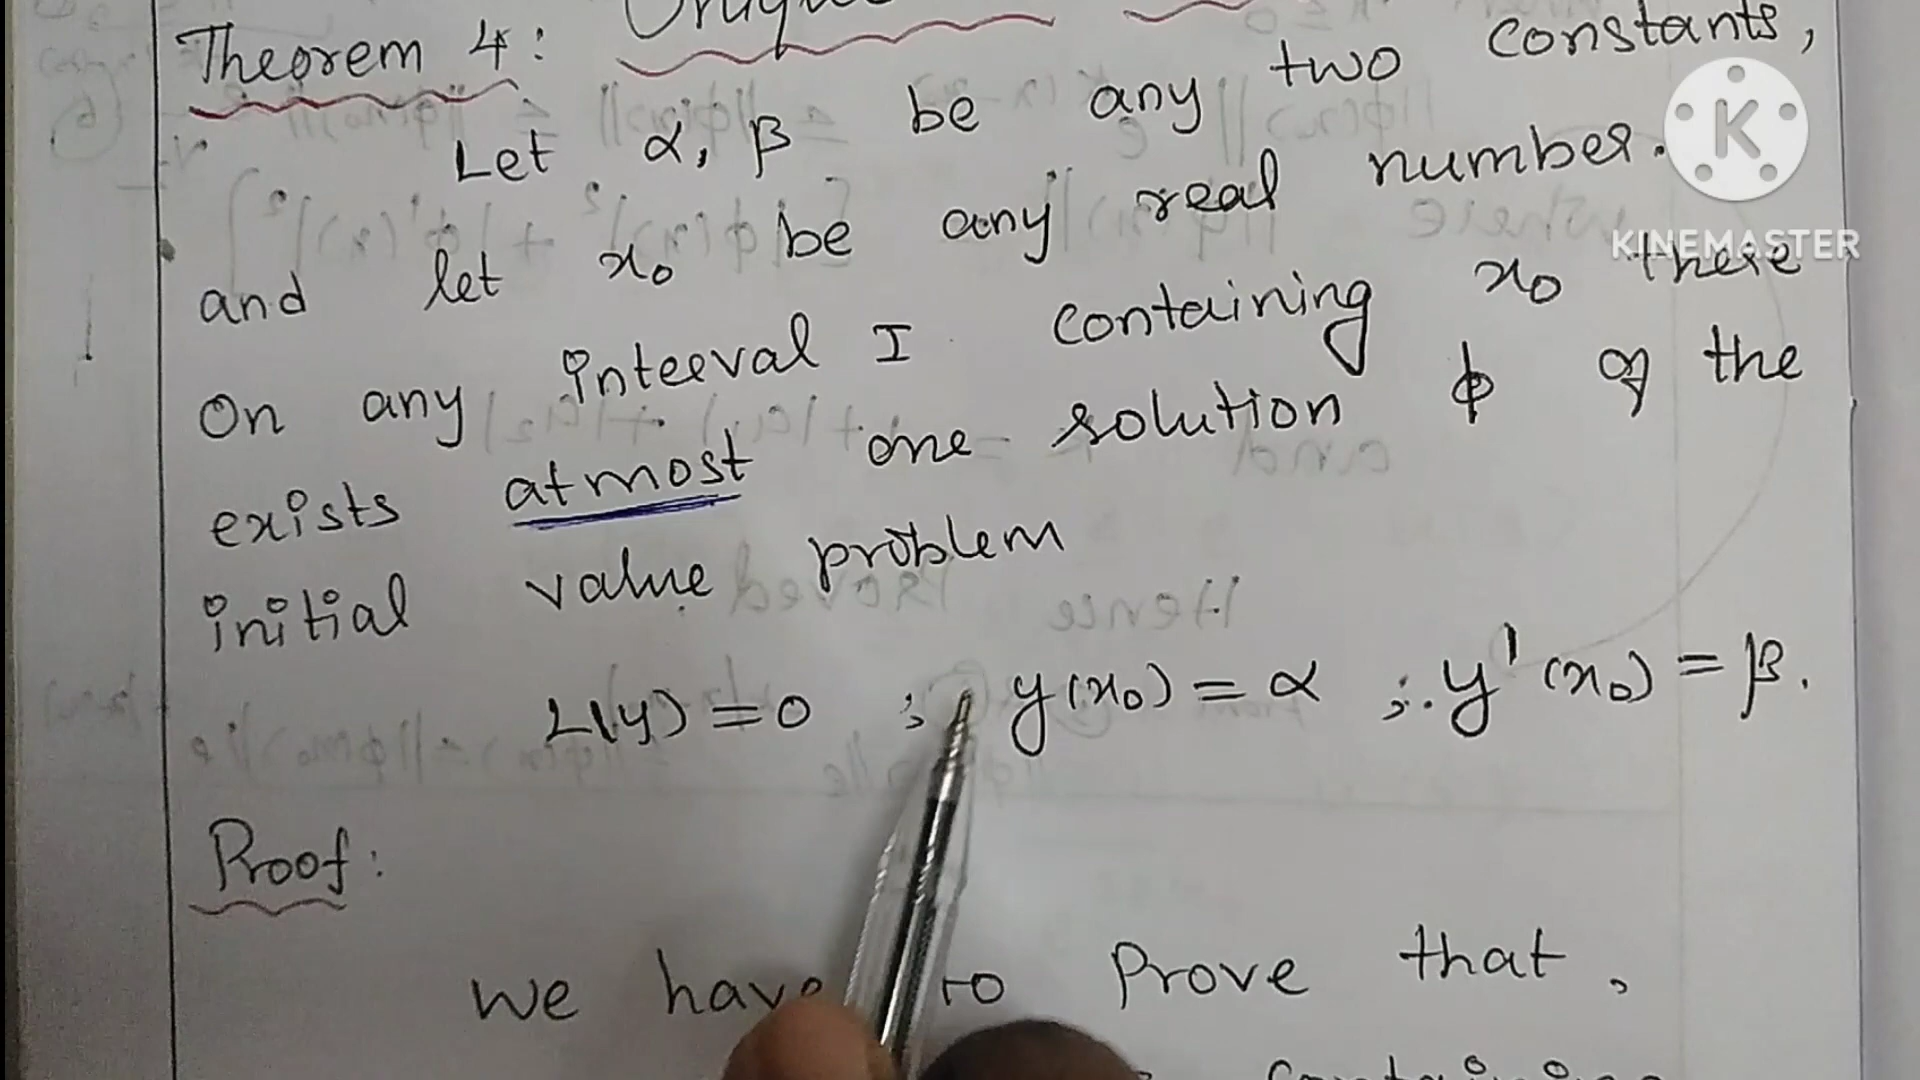 Theorem 4:
Let α, β be any two constants,
and let x₀ be any real number.
On any interval I containing x₀ there
exists atmost one solution ϕ of the
initial value problem
L(y) = 0 ; y(x₀) = α ; y'(x₀) = β.
Proof:
We have to Prove that,
containing
K
KINEMASTER